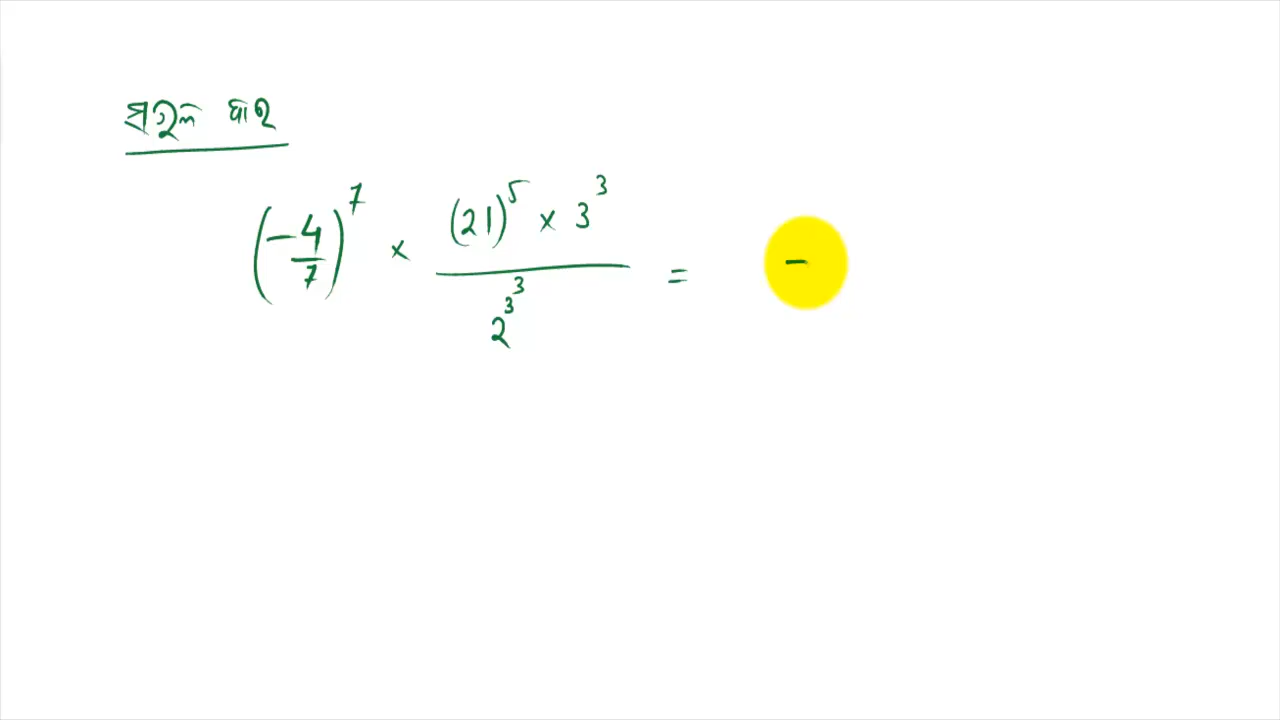 ସରଳ କର
(-4/7)^7 × ((21)^5 × 3^3)/(2^3^3) = -